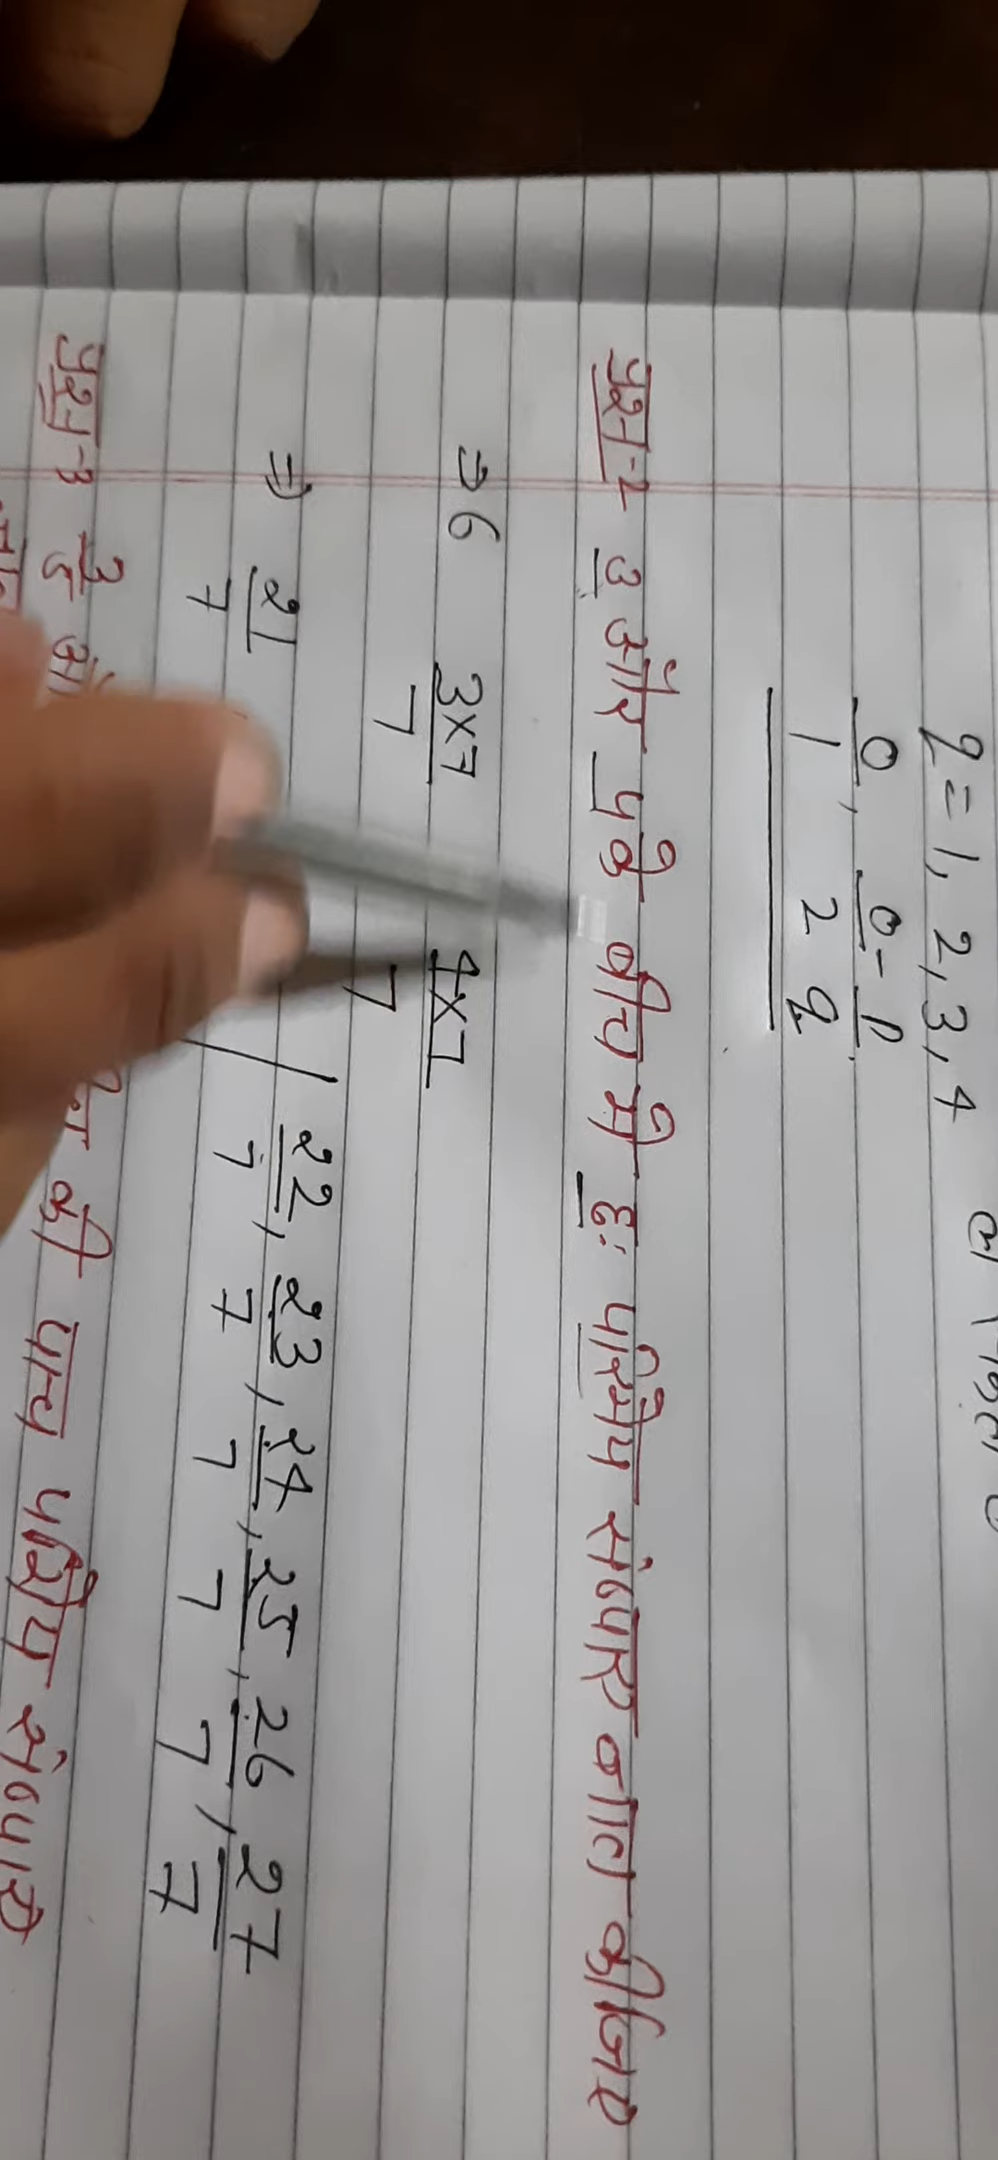 q = 1, 2, 3, 4
0/1, 0/2 - p/q
प्रश्न-2 3 और 4 के बीच में छः परिमेय संख्याएँ ज्ञात कीजिए
⇒ 6 3×7/7 4×7/7
⇒ 21/7 / 22/7, 23/7, 24/7, 25/7, 26/7, 27/7
प्रश्न-3 3/5 की पाँच परिमेय संख्याएँ